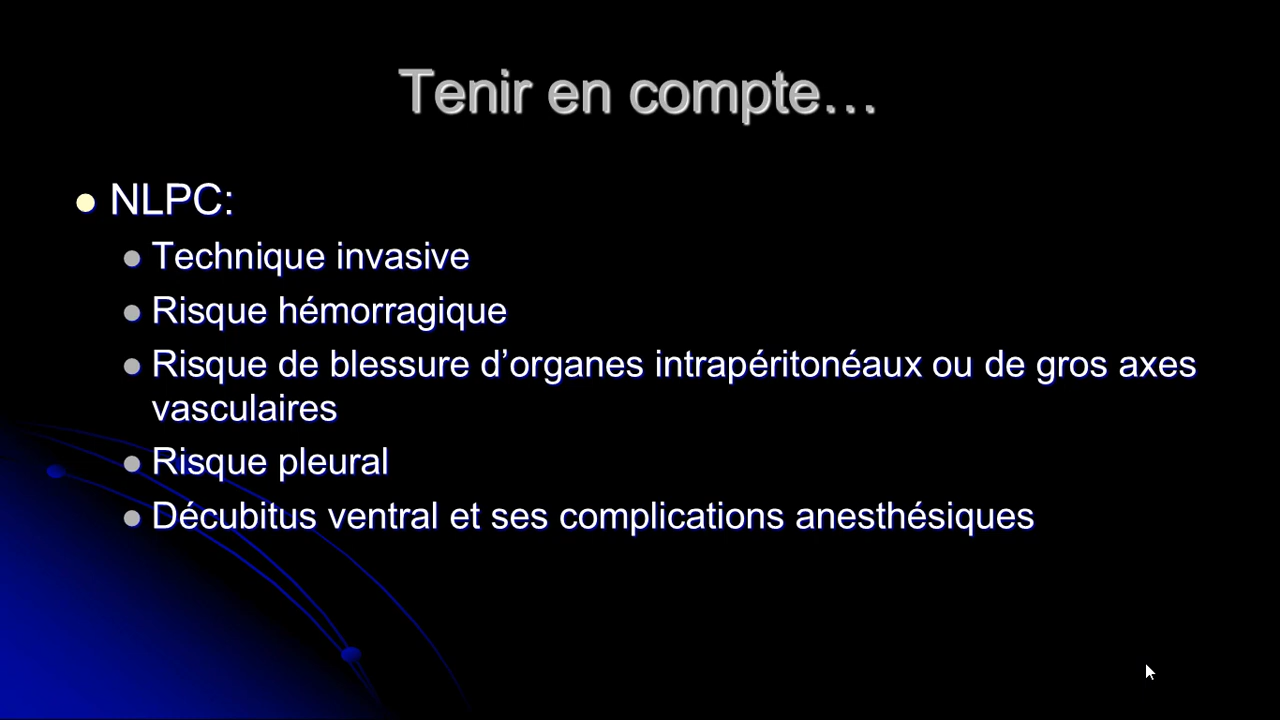 Tenir en compte…
NLPC:
Technique invasive
Risque hémorragique
Risque de blessure d’organes intrapéritonéaux ou de gros axes
vasculaires
Risque pleural
Décubitus ventral et ses complications anesthésiques